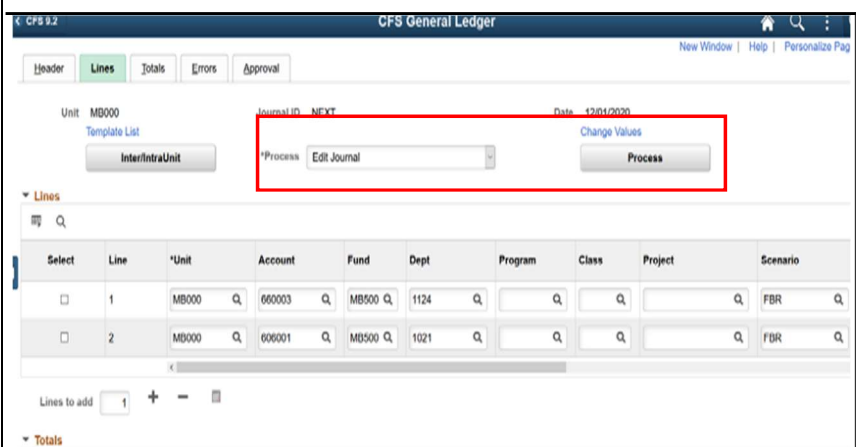 CFS 9.2
CFS General Ledger
New Window | Help | Personalize Pag
Header Lines Totals Errors Approval
Unit MB000 Journal ID NEXT Date 12/01/2020
Template List Change Values
Inter/IntraUnit *Process Edit Journal Process
Lines
Select Line *Unit Account Fund Dept Program Class Project Scenario
1 MB000 660003 MB500 1124 FBR
2 MB000 606001 MB500 1021 FBR
Lines to add 1
Totals